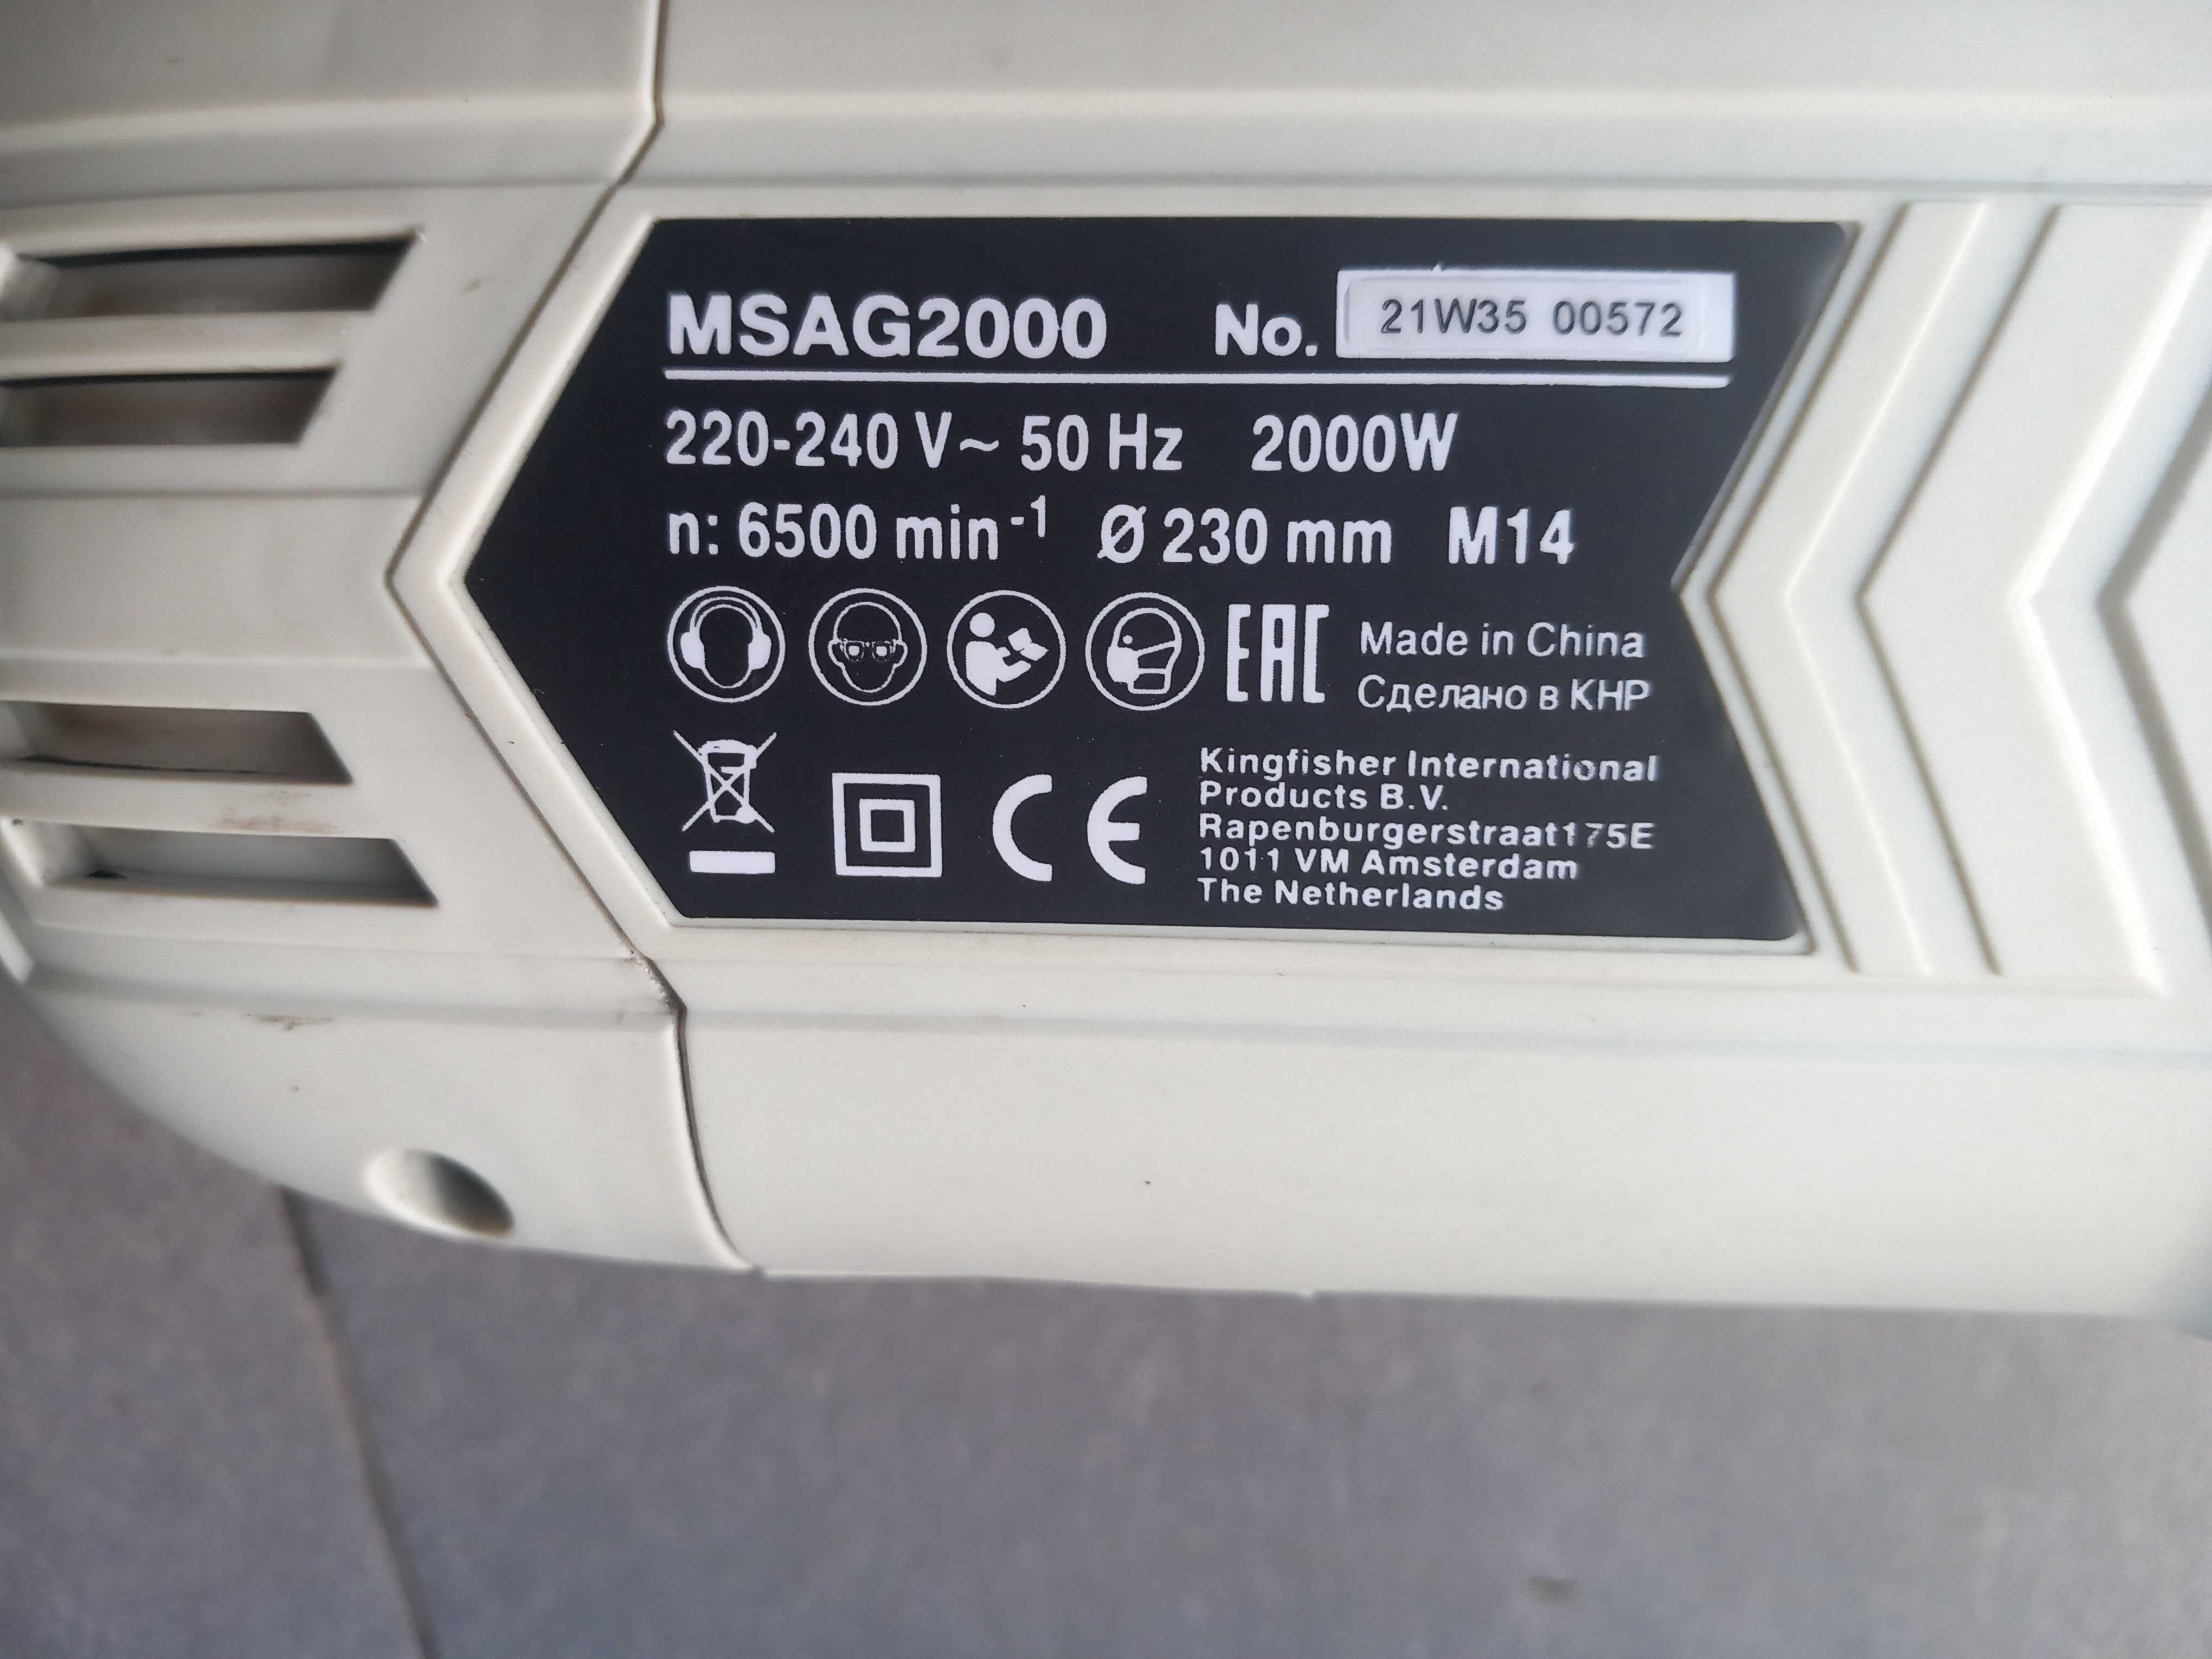 MSAG2000 No. 21W35 00572
220-240 V~ 50 Hz 2000W
n: 6500 min-1 Ø 230 mm M14
EAC Made in China
Сделано в КНР
CE
Kingfisher International
Products B.V.
Rapenburgerstraat175E
1011 VM Amsterdam
The Netherlands